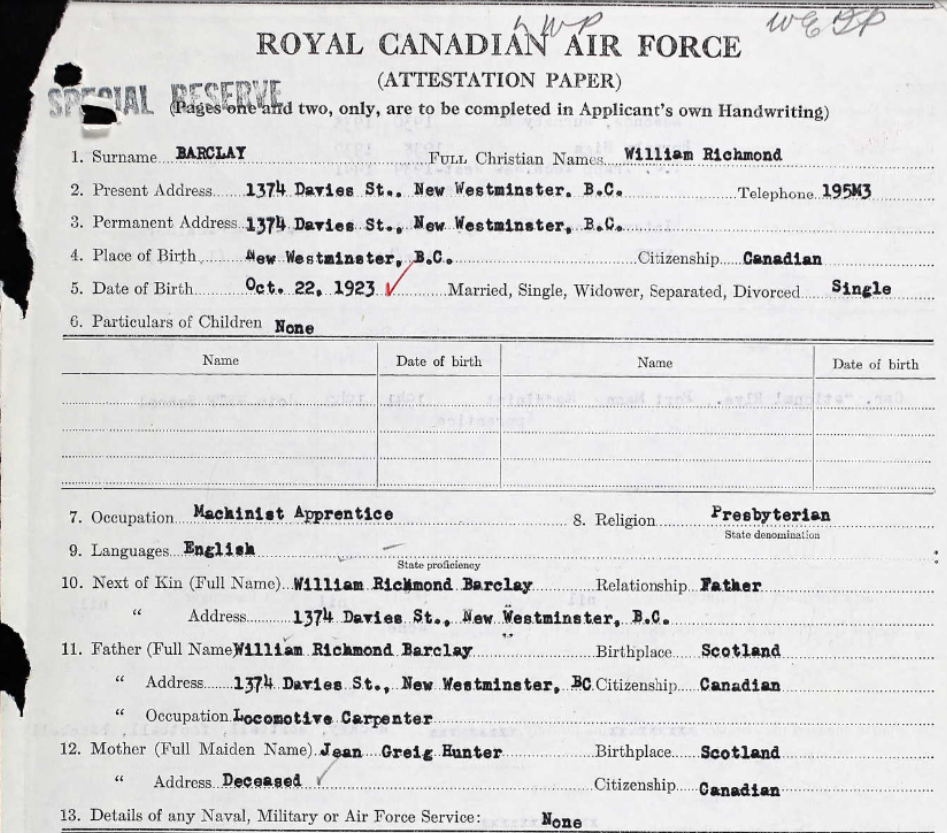 ROYAL CANADIAN AIR FORCE
(ATTESTATION PAPER)
SPECIAL RESERVE
(Pages one and two, only, are to be completed in Applicant's own Handwriting)
1. Surname BARCLAY FULL Christian Names William Richmond
2. Present Address 1374 Davies St., New Westminster, B.C. Telephone 195M3
3. Permanent Address 1374 Davies St., New Westminster, B.C.
4. Place of Birth New Westminster, B.C. Citizenship Canadian
5. Date of Birth Oct. 22, 1923 Married, Single, Widower, Separated, Divorced Single
6. Particulars of Children None
Name Date of birth Name Date of birth
7. Occupation Machinist Apprentice 8. Religion Presbyterian
State denomination
9. Languages English
State proficiency
10. Next of Kin (Full Name) William Richmond Barclay Relationship Father
" Address 1374 Davies St., New Westminster, B.C.
11. Father (Full Name) William Richmond Barclay Birthplace Scotland
" Address 1374 Davies St., New Westminster, BC Citizenship Canadian
" Occupation Locomotive Carpenter
12. Mother (Full Maiden Name) Jean Greig Hunter Birthplace Scotland
" Address Deceased Citizenship Canadian
13. Details of any Naval, Military or Air Force Service: None